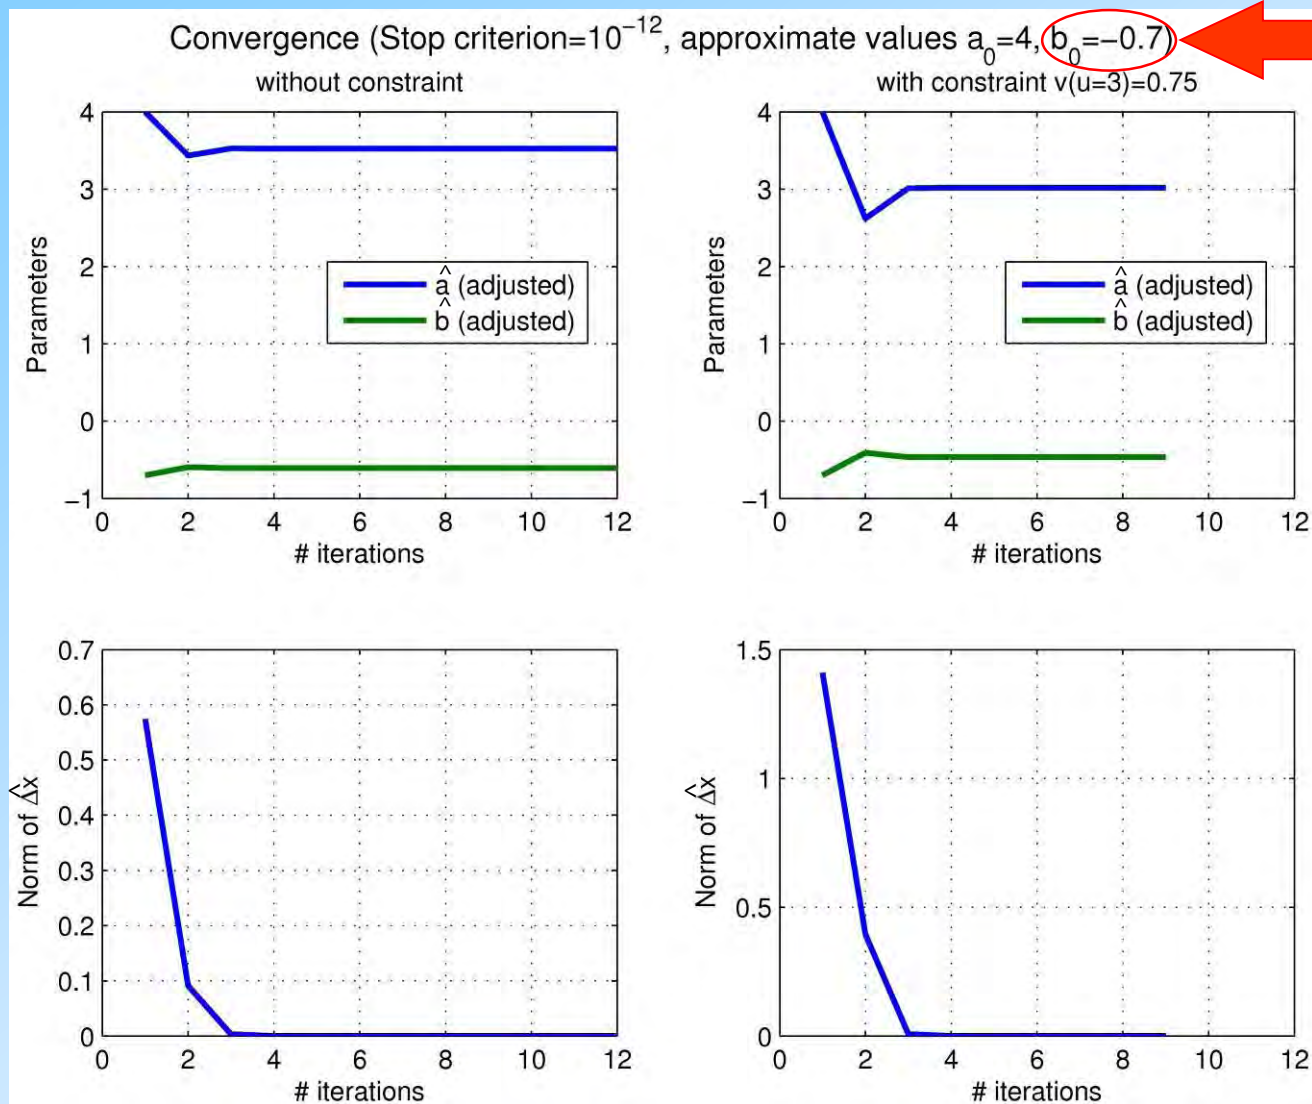 Convergence (Stop criterion=10⁻¹², approximate values a₀=4, b₀=−0.7)
without constraint
4
3
2
1
0
−1
Parameters
â (adjusted)
b̂ (adjusted)
0 2 4 6 8 10 12
# iterations
with constraint v(u=3)=0.75
4
3
2
1
0
−1
Parameters
â (adjusted)
b̂ (adjusted)
0 2 4 6 8 10 12
# iterations
0.7
0.6
0.5
0.4
0.3
0.2
0.1
0
Norm of Δ̂x
0 2 4 6 8 10 12
# iterations
1.5
1
0.5
0
Norm of Δ̂x
0 2 4 6 8 10 12
# iterations